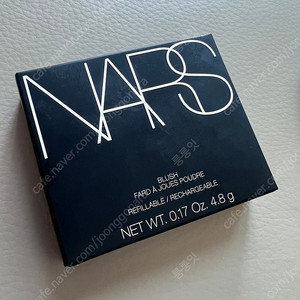 NARS
BLUSH
FARD À JOUES POUDRE
REFILLABLE / RECHARGEABLE
NET WT. 0.17 Oz. 4.8 g